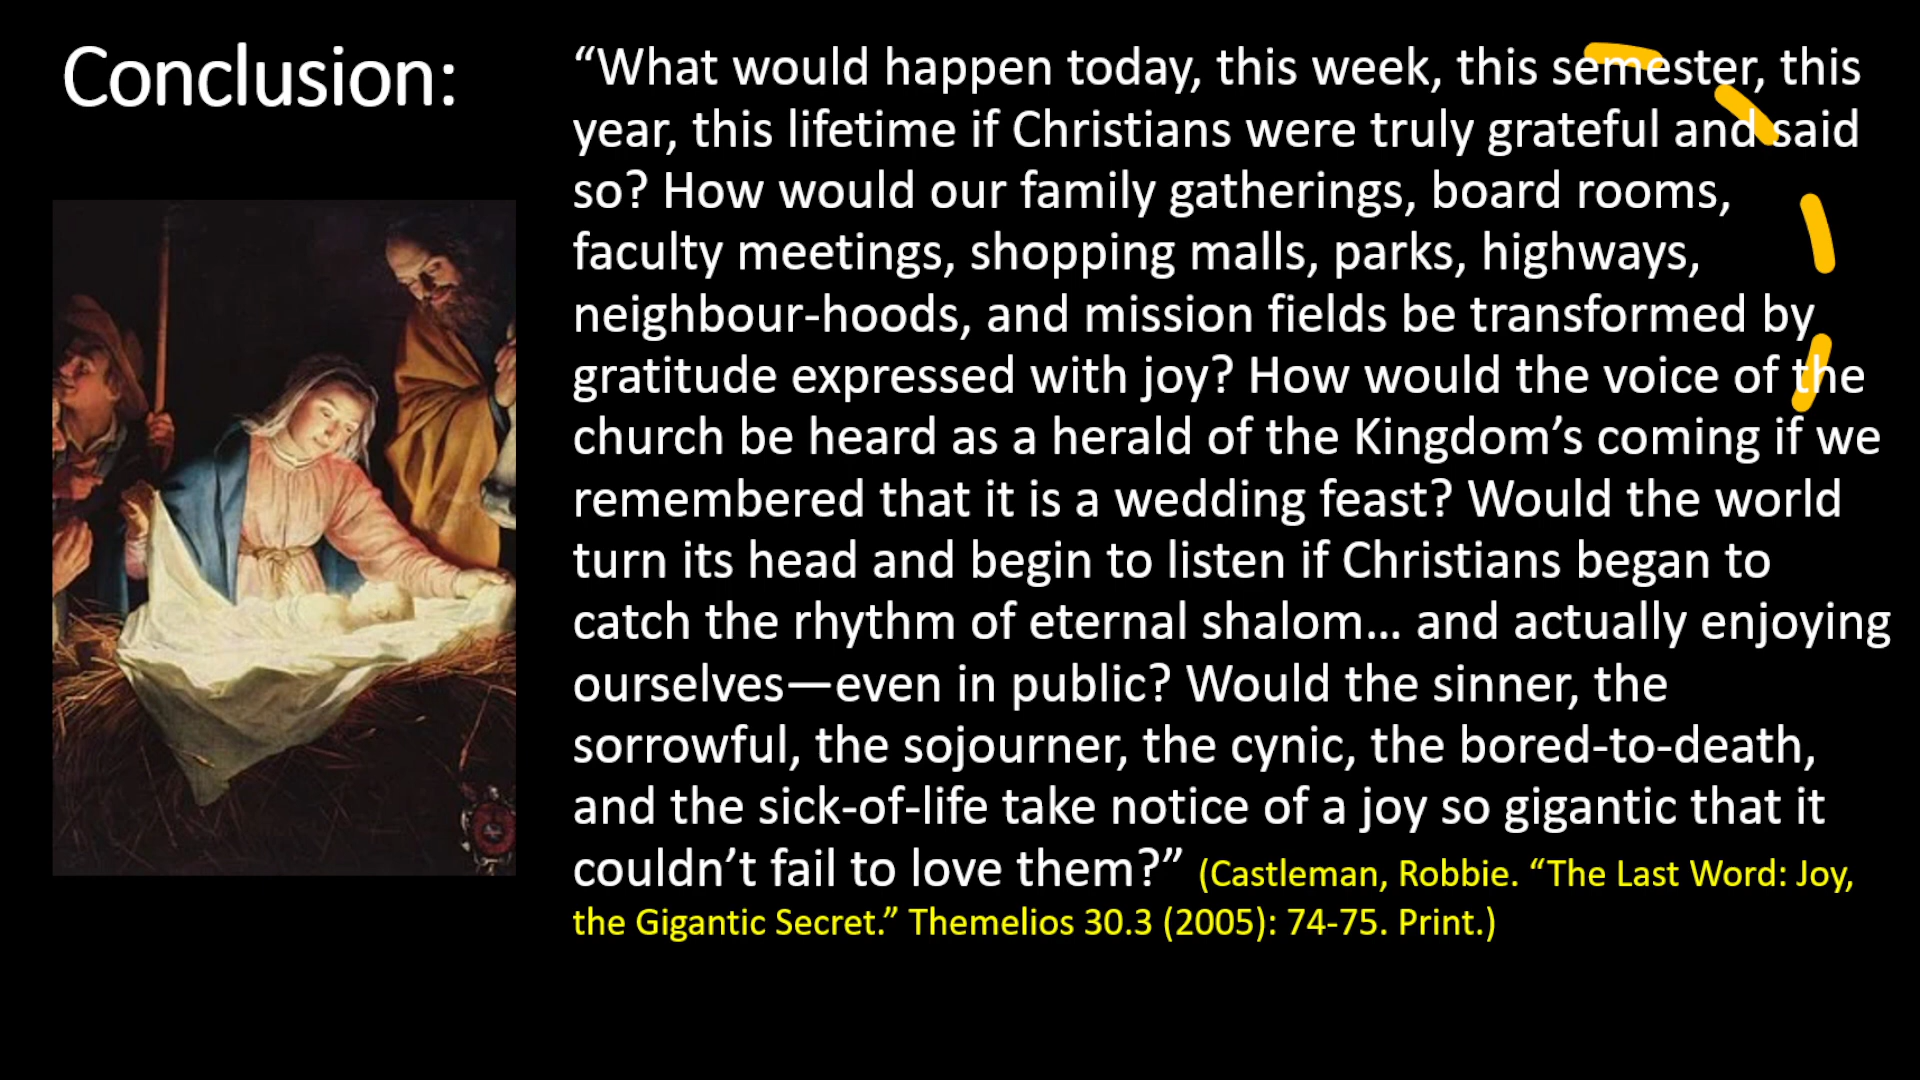 Conclusion:
“What would happen today, this week, this semester, this
year, this lifetime if Christians were truly grateful and said
so? How would our family gatherings, board rooms,
faculty meetings, shopping malls, parks, highways,
neighbour-hoods, and mission fields be transformed by
gratitude expressed with joy? How would the voice of the
church be heard as a herald of the Kingdom’s coming if we
remembered that it is a wedding feast? Would the world
turn its head and begin to listen if Christians began to
catch the rhythm of eternal shalom… and actually enjoying
ourselves—even in public? Would the sinner, the
sorrowful, the sojourner, the cynic, the bored-to-death,
and the sick-of-life take notice of a joy so gigantic that it
couldn’t fail to love them?” (Castleman, Robbie. “The Last Word: Joy,
the Gigantic Secret.” Themelios 30.3 (2005): 74-75. Print.)